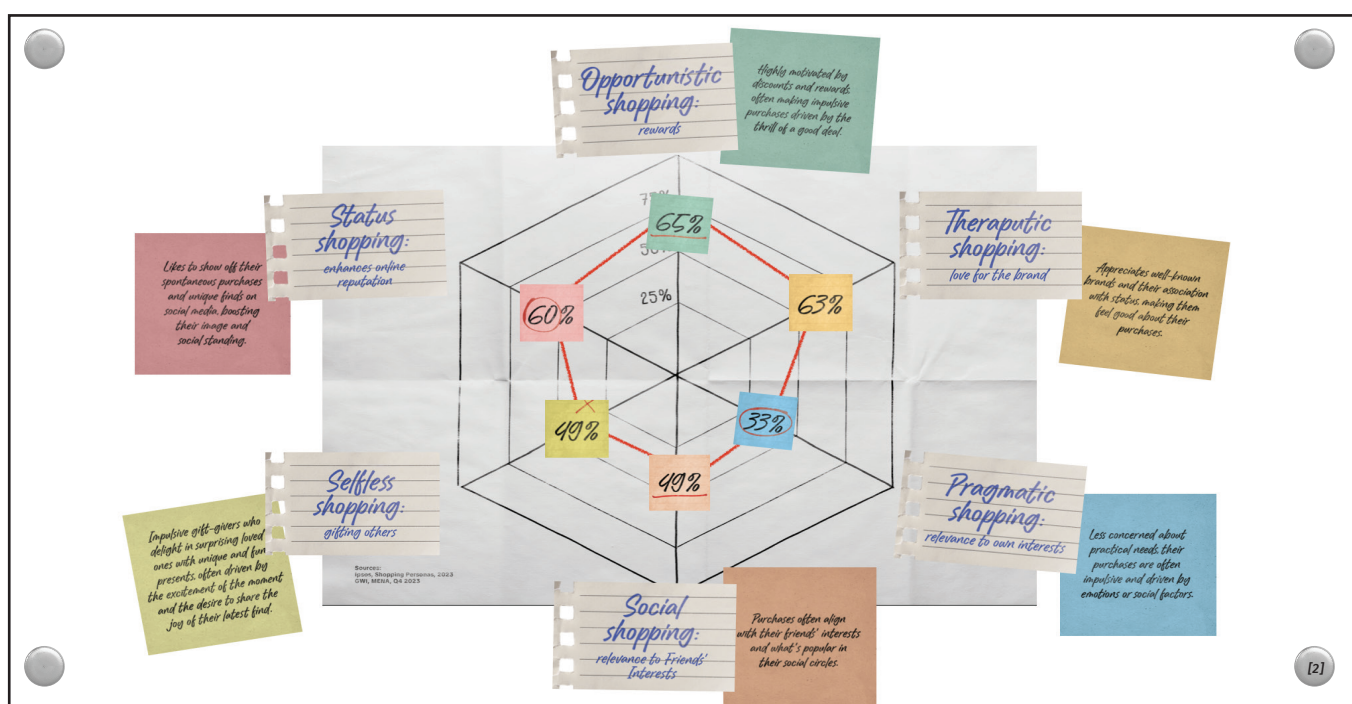 Opportunistic
shopping:
rewards
Highly motivated by
discounts and rewards,
often making impulsive
purchases driven by the
thrill of a good deal.
Status
shopping:
enhances online
reputation
Likes to show off their
spontaneous purchases
and unique finds on
social media, boosting
their image and
social standing.
Theraputic
shopping:
love for the brand
Appreciates well-known
brands and their association
with status, making them
feel good about their
purchases.
65%
25%
60%
63%
49%
33%
49%
Selfless
shopping:
gifting others
Impulsive gift-givers who
delight in surprising loved
ones with unique and fun
presents, often driven by
the excitement of the moment
and the desire to share the
joy of their latest find.
Pragmatic
shopping:
relevance to own interests
Less concerned about
practical needs, their
purchases are often
impulsive and driven by
emotions or social factors.
Sources:
Ipsos, Shopping Personas, 2023
GWI, MENA, Q4 2023
Social
shopping:
relevance to Friends'
Interests
Purchases often align
with their friends' interests
and what's popular in
their social circles.
[2]